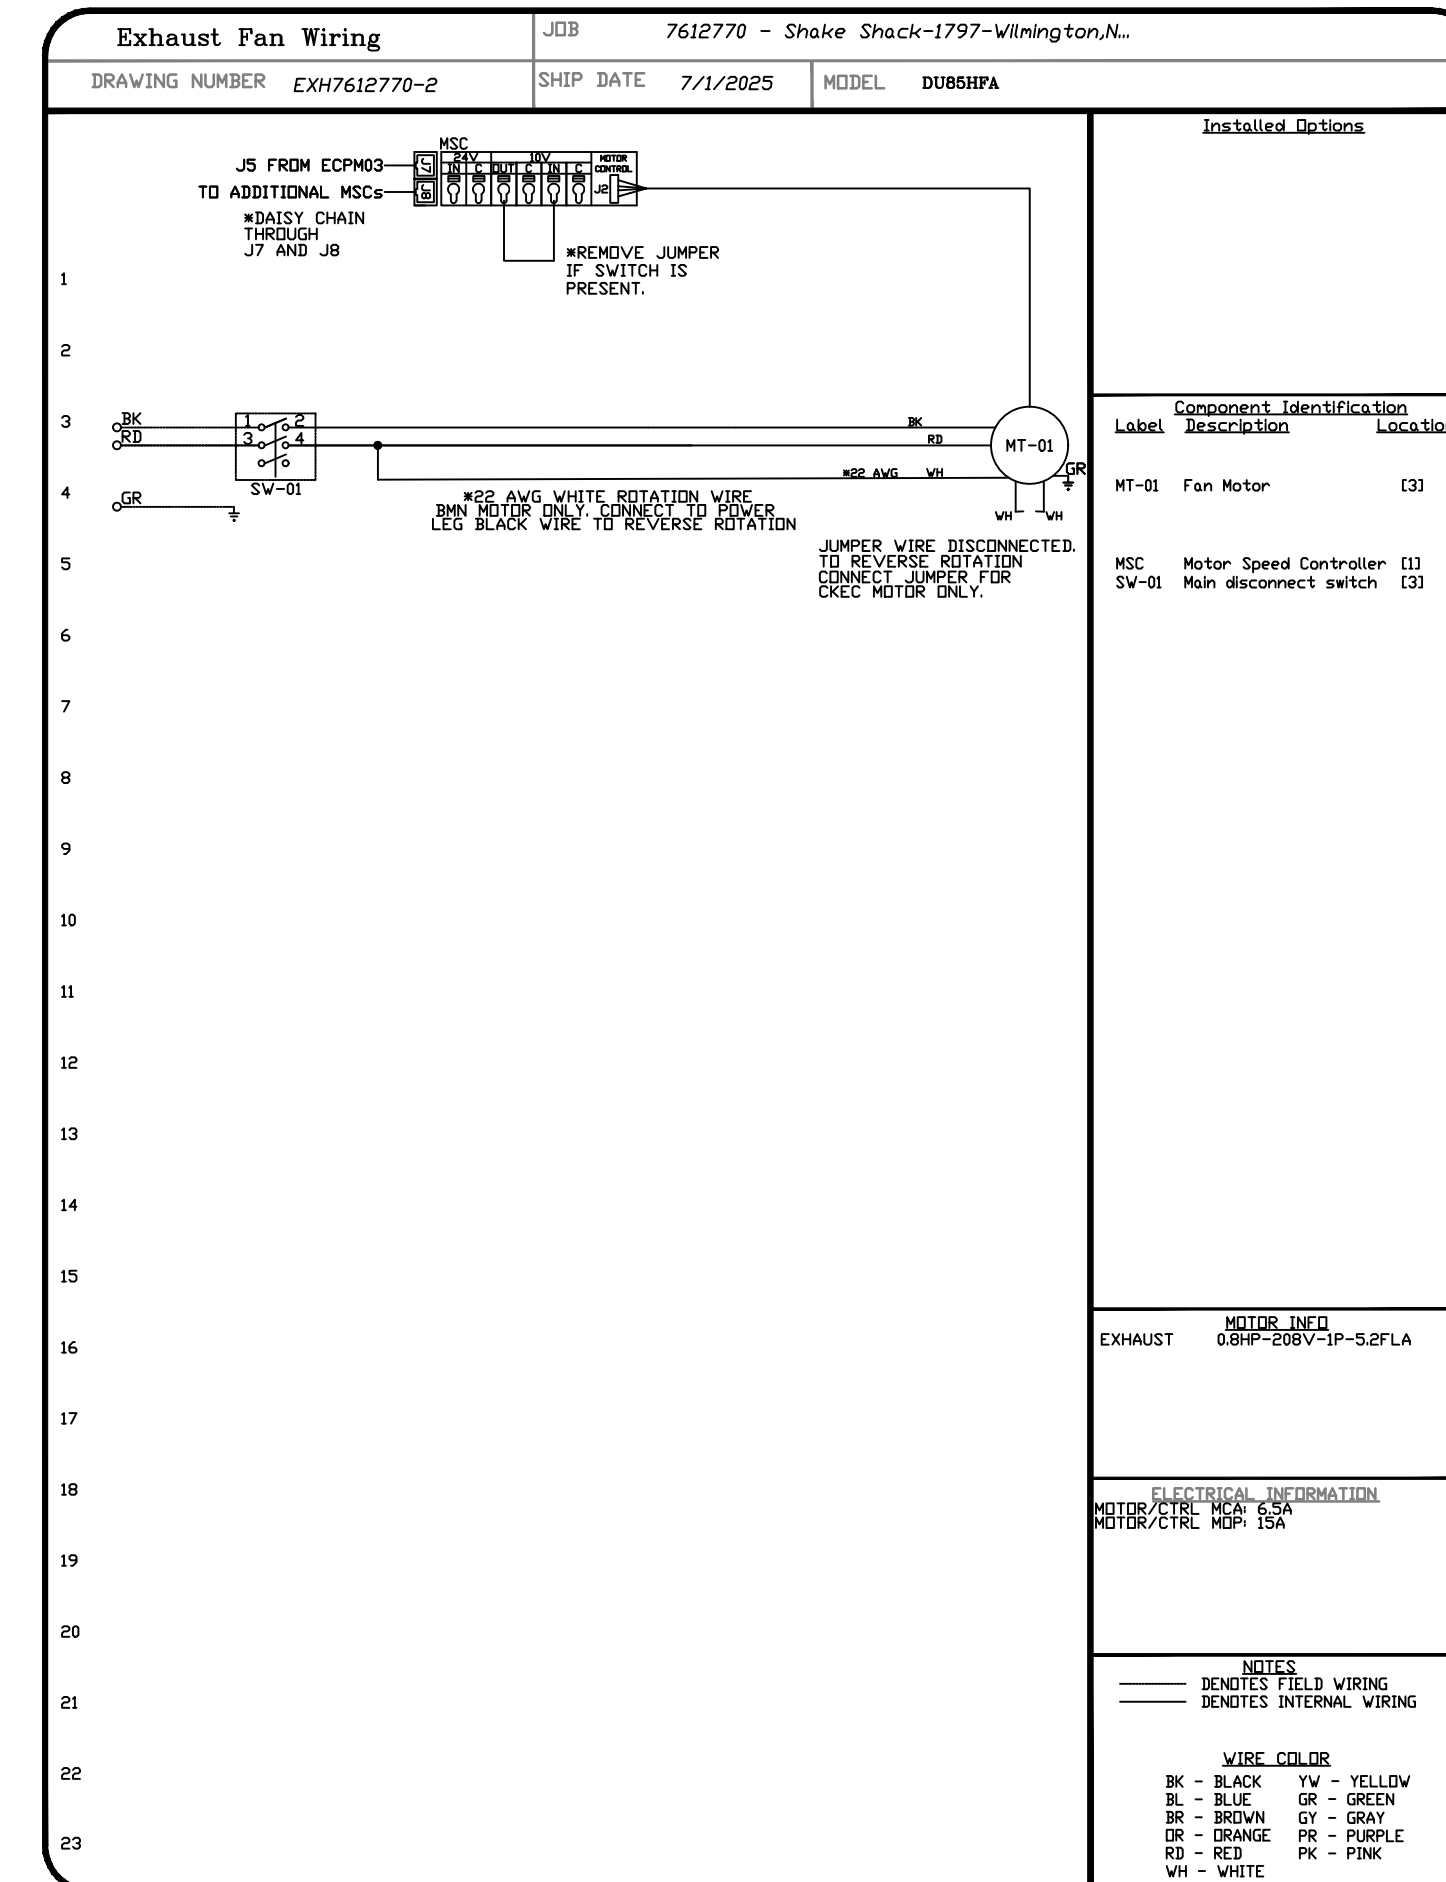 Exhaust Fan Wiring
JOB 7612770 - Shake Shack-1797-Wilmington,N...
DRAWING NUMBER EXH7612770-2
SHIP DATE 7/1/2025
MODEL DU85HFA
MSC
24V 10V MOTOR CONTROL
IN C OUT C IN C
J7
J8
J2
J5 FROM ECPM03
TO ADDITIONAL MSCs
*DAISY CHAIN
THROUGH
J7 AND J8
*REMOVE JUMPER
IF SWITCH IS
PRESENT.
1
2
3
BK
RD
1 2
3 4
SW-01
BK
RD
*22 AWG WH
MT-01
GR
WH WH
4
GR
*22 AWG WHITE ROTATION WIRE
BMN MOTOR ONLY. CONNECT TO POWER
LEG BLACK WIRE TO REVERSE ROTATION
JUMPER WIRE DISCONNECTED.
TO REVERSE ROTATION
CONNECT JUMPER FOR
CKEC MOTOR ONLY.
5
6
7
8
9
10
11
12
13
14
15
16
17
18
19
20
21
22
23
Installed Options
Component Identification
Label Description Locatio
MT-01 Fan Motor [3]
MSC Motor Speed Controller [1]
SW-01 Main disconnect switch [3]
MOTOR INFO
EXHAUST 0.8HP-208V-1P-5.2FLA
ELECTRICAL INFORMATION
MOTOR/CTRL MCA: 6.5A
MOTOR/CTRL MOP: 15A
NOTES
DENOTES FIELD WIRING
DENOTES INTERNAL WIRING
WIRE COLOR
BK - BLACK YW - YELLOW
BL - BLUE GR - GREEN
BR - BROWN GY - GRAY
OR - ORANGE PR - PURPLE
RD - RED PK - PINK
WH - WHITE